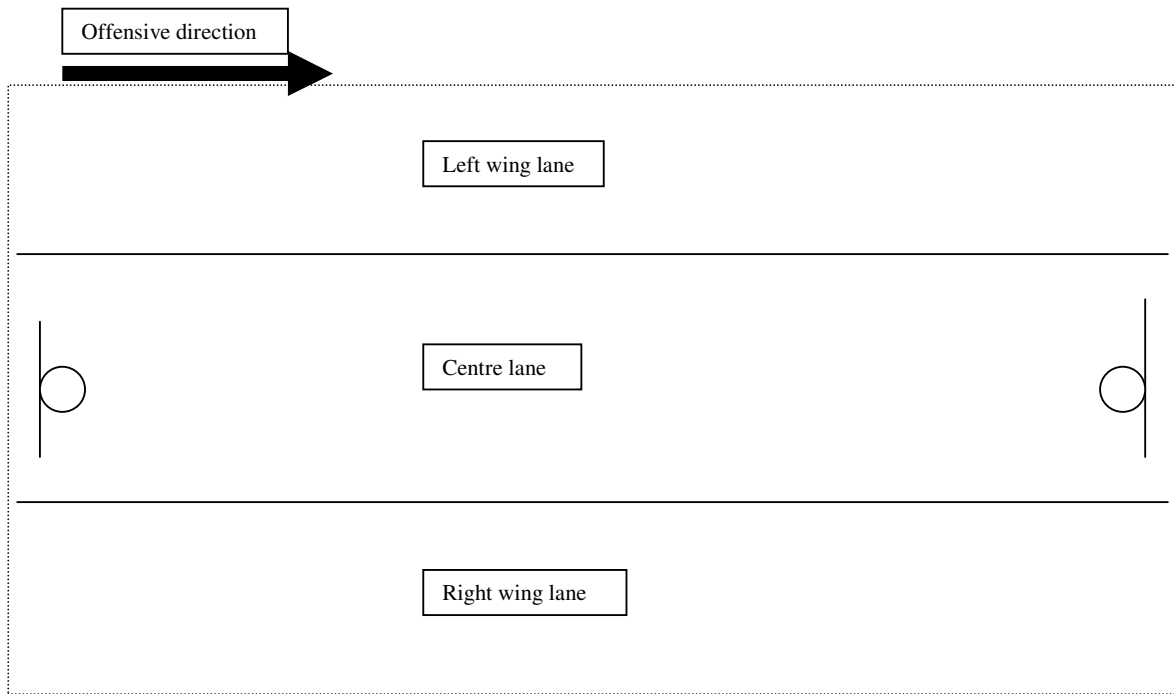 Offensive direction
Left wing lane
Centre lane
Right wing lane